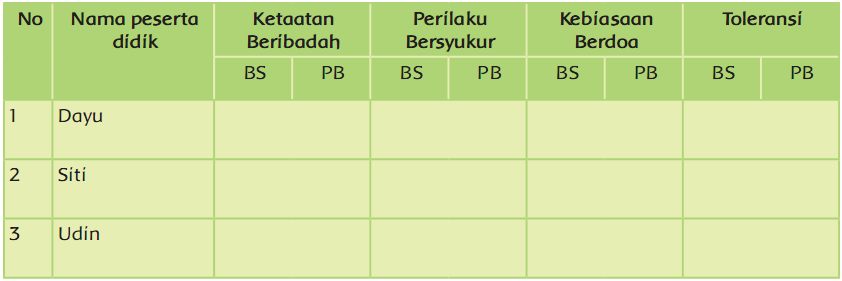 No Nama peserta didik Ketaatan Beribadah Perilaku Bersyukur Kebiasaan Berdoa Toleransi
BS PB BS PB BS PB BS PB
1 Dayu
2 Siti
3 Udin